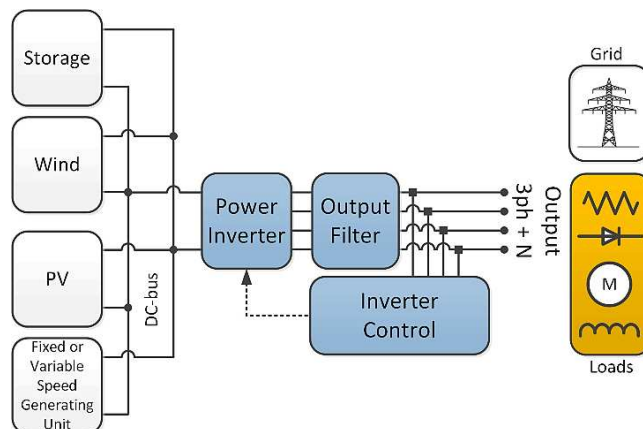 Storage
Wind
PV
Fixed or
Variable
Speed
Generating
Unit
DC-bus
Power
Inverter
Output
Filter
Inverter
Control
3ph + N
Output
Grid
M
Loads